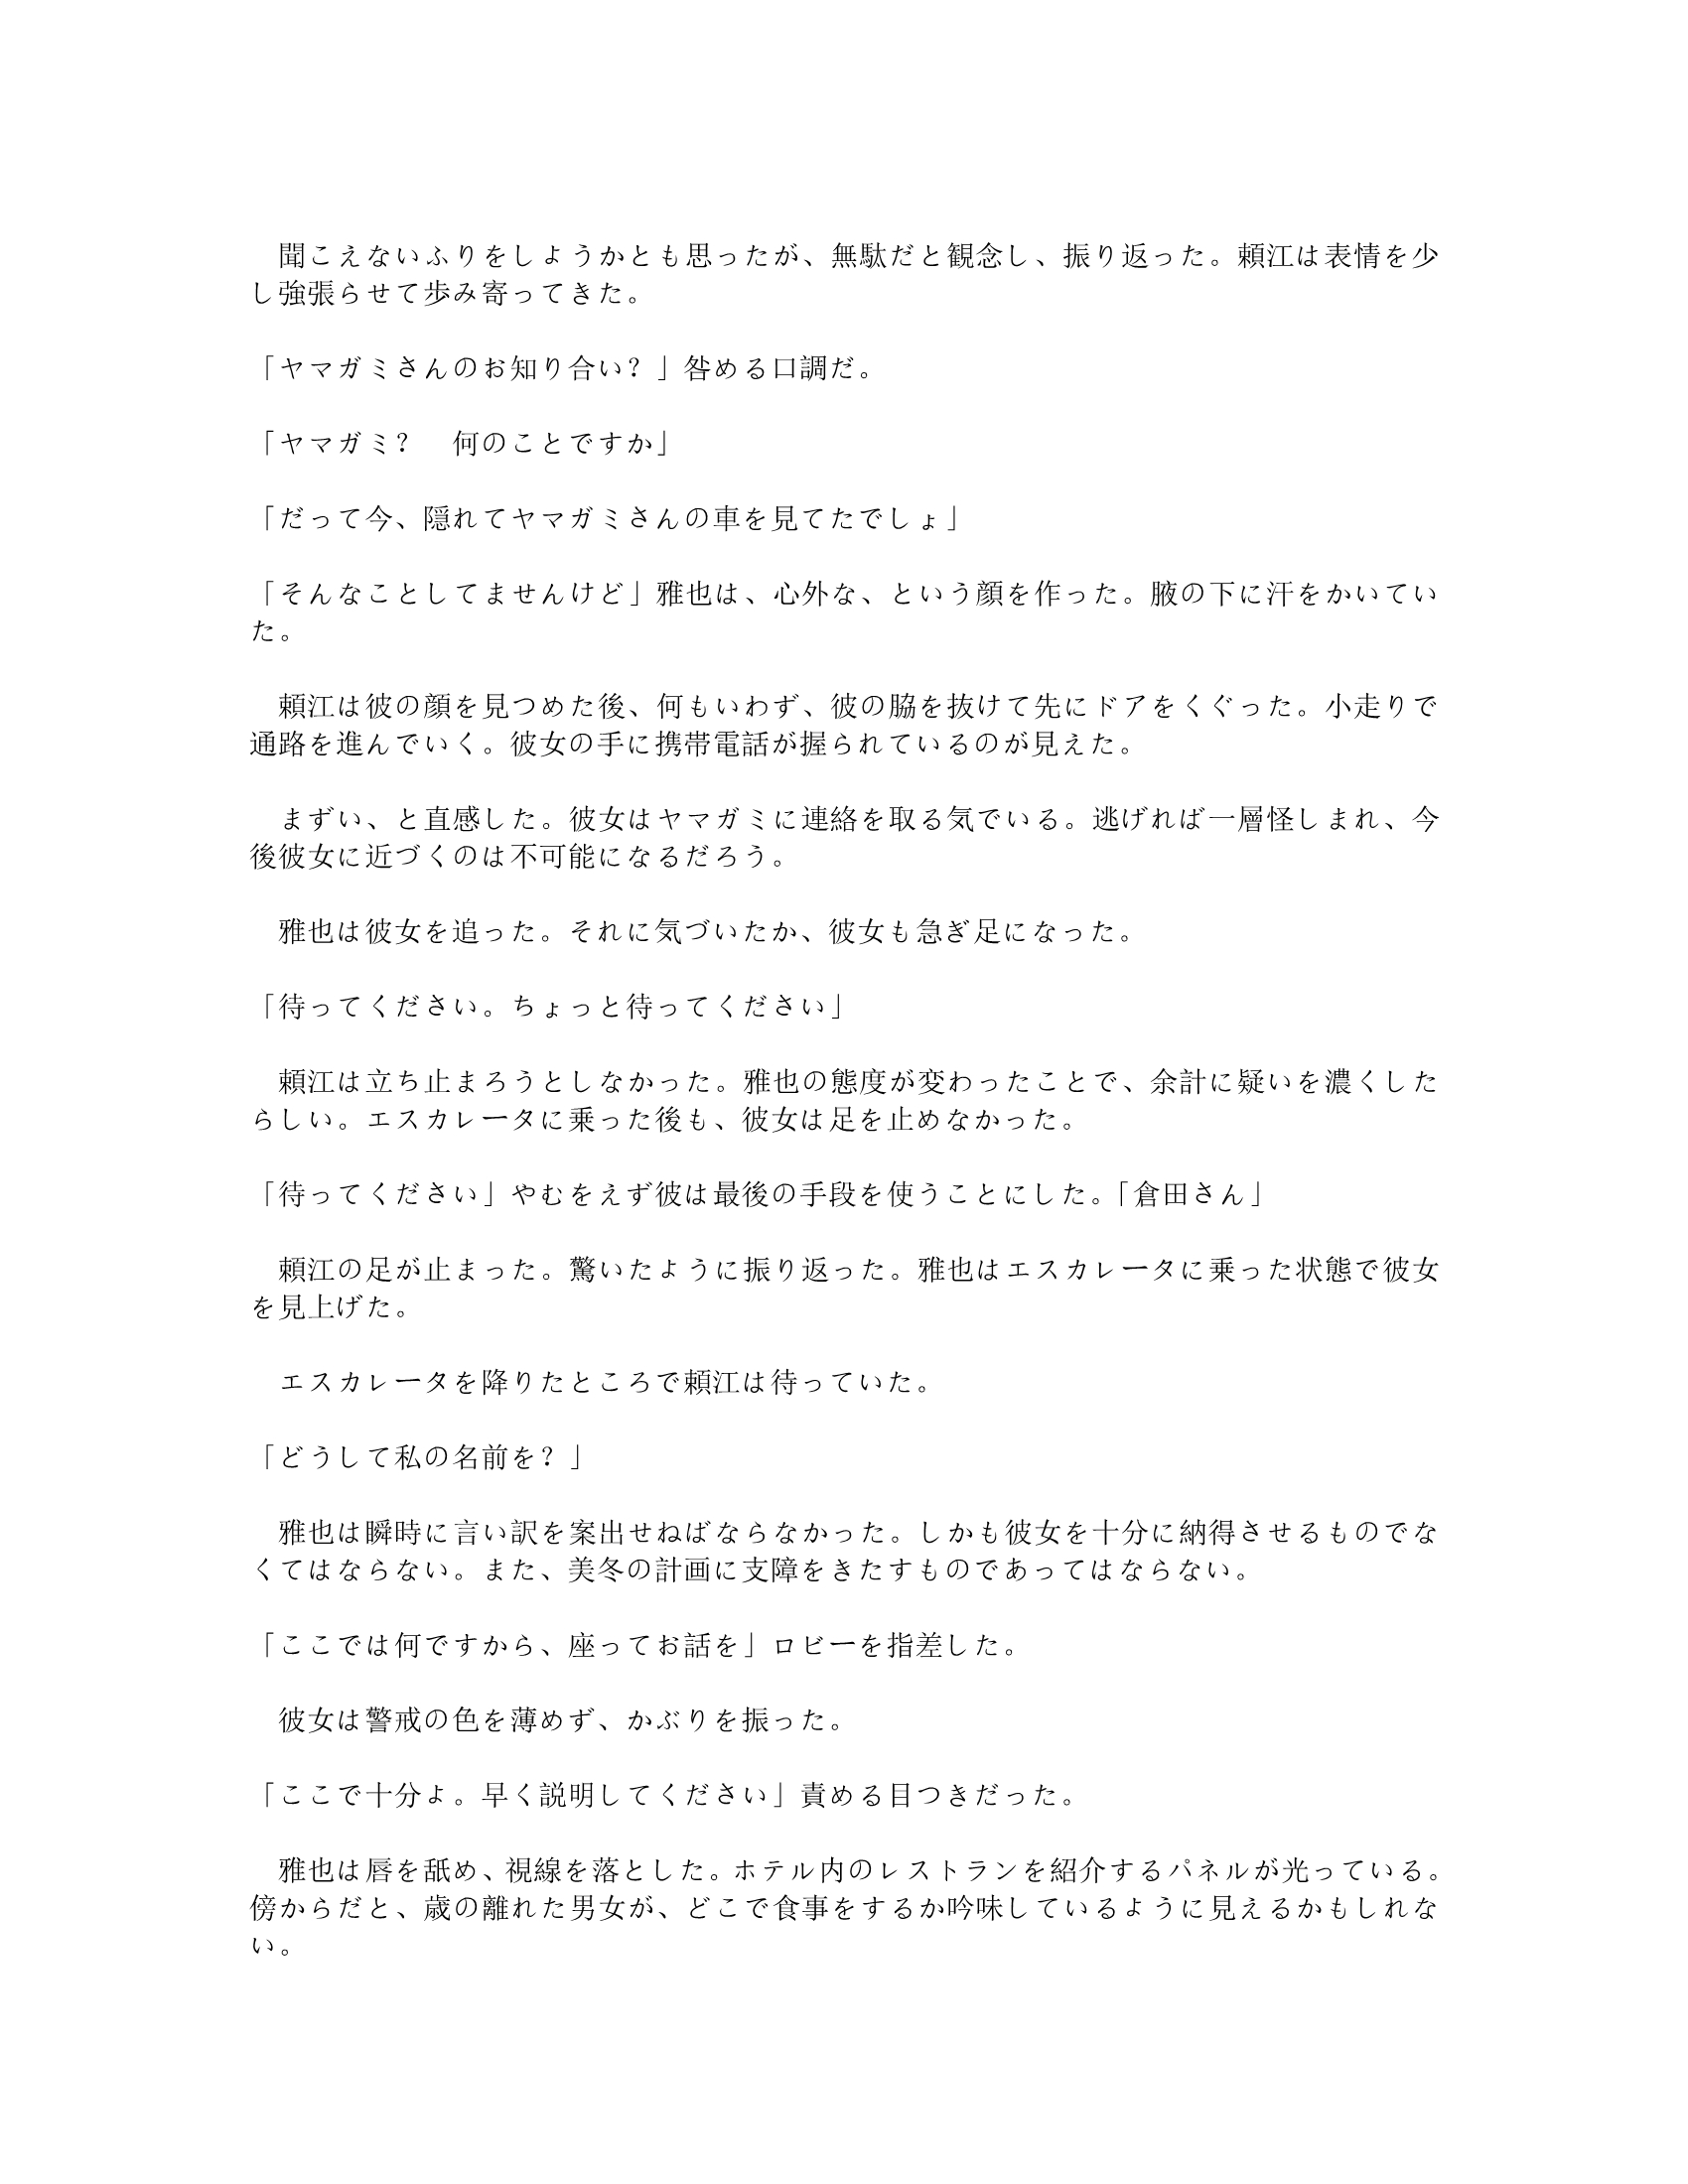 聞こえないふりをしようかとも思ったが、無駄だと観念し、振り返った。頼江は表情を少
し強張らせて歩み寄ってきた。
「ヤマガミさんのお知り合い？」咎める口調だ。
「ヤマガミ？　何のことですか」
「だって今、隠れてヤマガミさんの車を見てたでしょ」
「そんなことしてませんけど」雅也は、心外な、という顔を作った。腋の下に汗をかいてい
た。
　頼江は彼の顔を見つめた後、何もいわず、彼の脇を抜けて先にドアをくぐった。小走りで
通路を進んでいく。彼女の手に携帯電話が握られているのが見えた。
　まずい、と直感した。彼女はヤマガミに連絡を取る気でいる。逃げれば一層怪しまれ、今
後彼女に近づくのは不可能になるだろう。
　雅也は彼女を追った。それに気づいたか、彼女も急ぎ足になった。
「待ってください。ちょっと待ってください」
　頼江は立ち止まろうとしなかった。雅也の態度が変わったことで、余計に疑いを濃くした
らしい。エスカレータに乗った後も、彼女は足を止めなかった。
「待ってください」やむをえず彼は最後の手段を使うことにした。「倉田さん」
　頼江の足が止まった。驚いたように振り返った。雅也はエスカレータに乗った状態で彼女
を見上げた。
　エスカレータを降りたところで頼江は待っていた。
「どうして私の名前を？」
　雅也は瞬時に言い訳を案出せねばならなかった。しかも彼女を十分に納得させるものでな
くてはならない。また、美冬の計画に支障をきたすものであってはならない。
「ここでは何ですから、座ってお話を」ロビーを指差した。
　彼女は警戒の色を薄めず、かぶりを振った。
「ここで十分よ。早く説明してください」責める目つきだった。
　雅也は唇を舐め、視線を落とした。ホテル内のレストランを紹介するパネルが光っている。
傍からだと、歳の離れた男女が、どこで食事をするか吟味しているように見えるかもしれな
い。